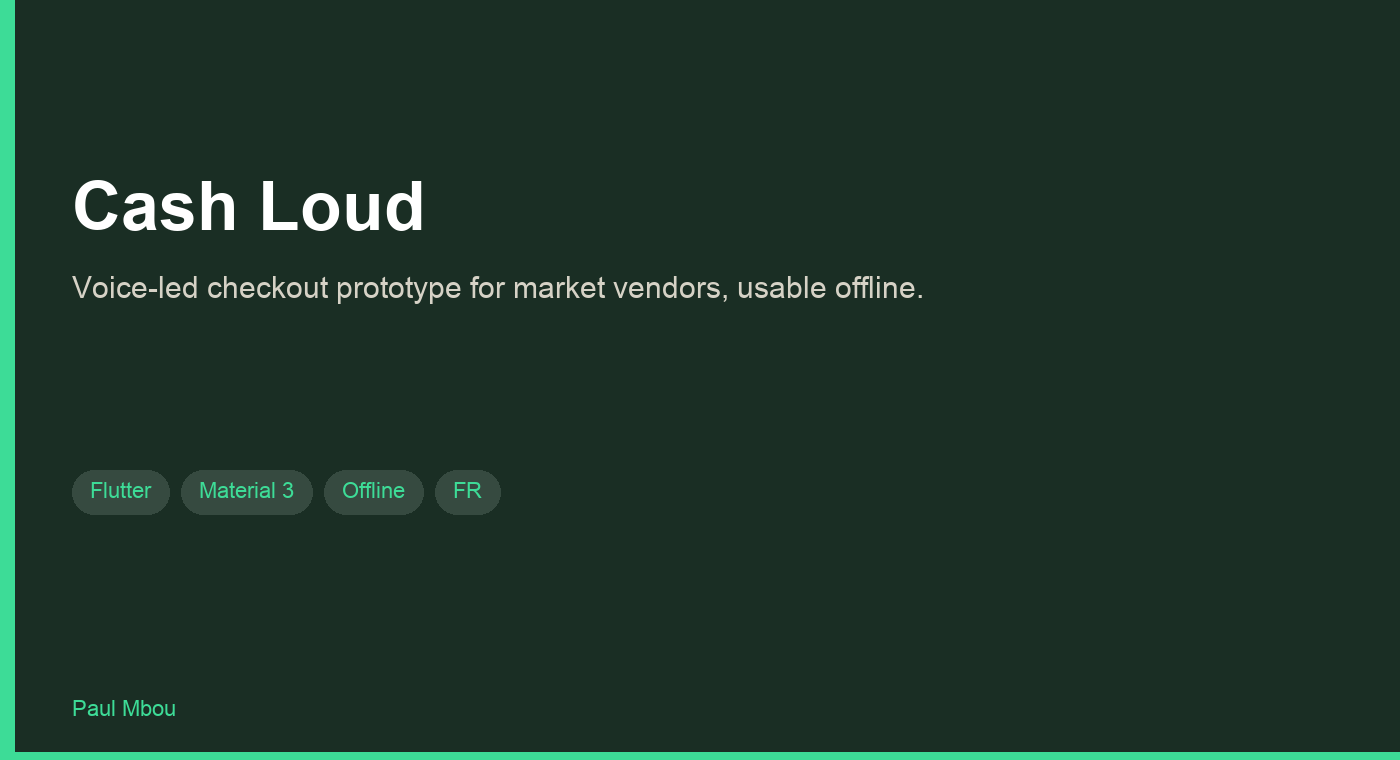 Cash Loud
Voice-led checkout prototype for market vendors, usable offline.
Flutter Material 3 Offline FR
Paul Mbou